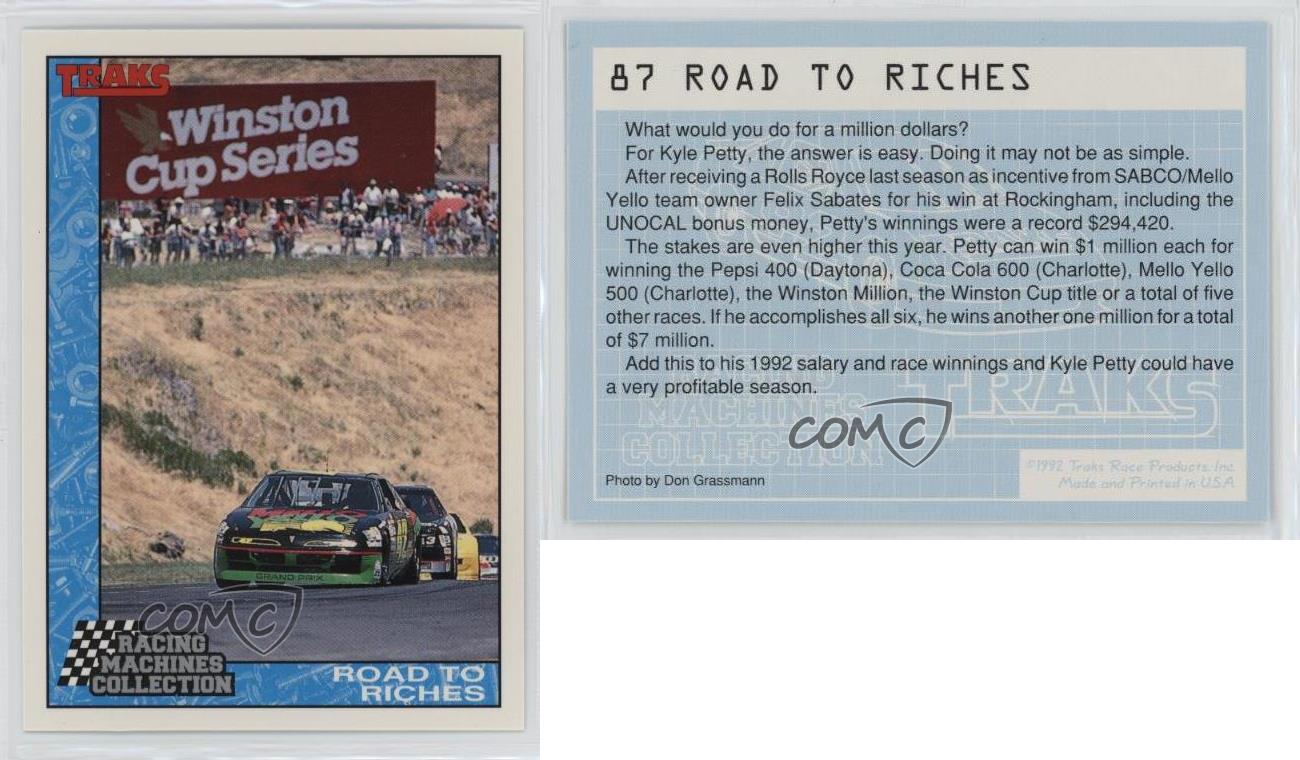 TRAKS
Winston
Cup Series
Mello
Yello
GRAND PRIX
COMC
RACING
MACHINES
COLLECTION
ROAD TO
RICHES
87 ROAD TO RICHES
What would you do for a million dollars?
For Kyle Petty, the answer is easy. Doing it may not be as simple.
After receiving a Rolls Royce last season as incentive from SABCO/Mello
Yello team owner Felix Sabates for his win at Rockingham, including the
UNOCAL bonus money, Petty's winnings were a record $294,420.
The stakes are even higher this year. Petty can win $1 million each for
winning the Pepsi 400 (Daytona), Coca Cola 600 (Charlotte), Mello Yello
500 (Charlotte), the Winston Million, the Winston Cup title or a total of five
other races. If he accomplishes all six, he wins another one million for a total
of $7 million.
Add this to his 1992 salary and race winnings and Kyle Petty could have
a very profitable season.
RACING
MACHINES
COLLECTION
TRAKS
COMC
Photo by Don Grassmann
©1992 Traks Race Products, Inc.
Made and Printed in U.S.A.